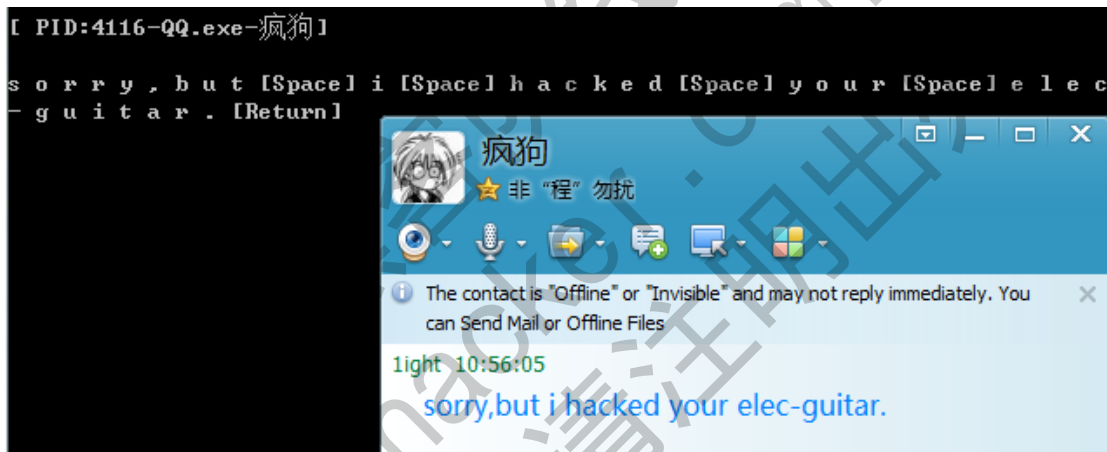 [ PID:4116-QQ.exe-疯狗]
s o r r y , b u t [Space] i [Space] h a c k e d [Space] y o u r [Space] e l e c
- g u i t a r . [Return]
疯狗
非 “程” 勿扰
The contact is "Offline" or "Invisible" and may not reply immediately. You
can Send Mail or Offline Files
1ight 10:56:05
sorry,but i hacked your elec-guitar.